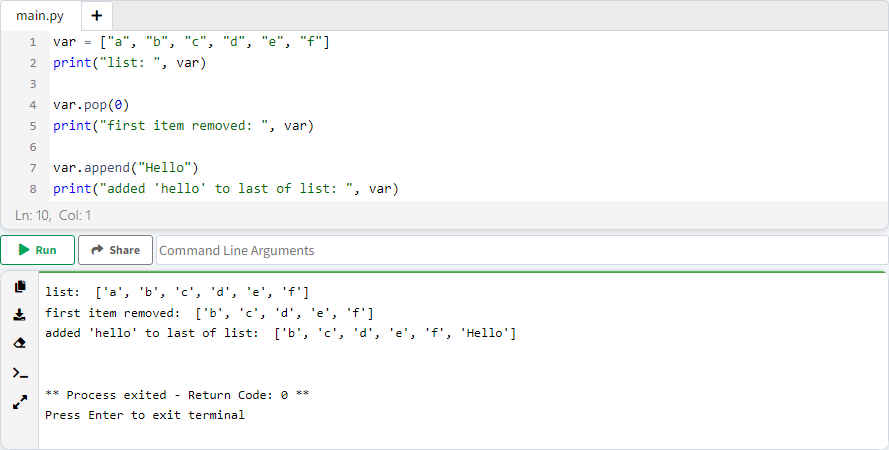 main.py +
1 var = ["a", "b", "c", "d", "e", "f"]
2 print("list: ", var)
3
4 var.pop(0)
5 print("first item removed: ", var)
6
7 var.append("Hello")
8 print("added 'hello' to last of list: ", var)
Ln: 10, Col: 1
Run Share Command Line Arguments
list:  ['a', 'b', 'c', 'd', 'e', 'f']
first item removed:  ['b', 'c', 'd', 'e', 'f']
added 'hello' to last of list:  ['b', 'c', 'd', 'e', 'f', 'Hello']
** Process exited - Return Code: 0 **
Press Enter to exit terminal